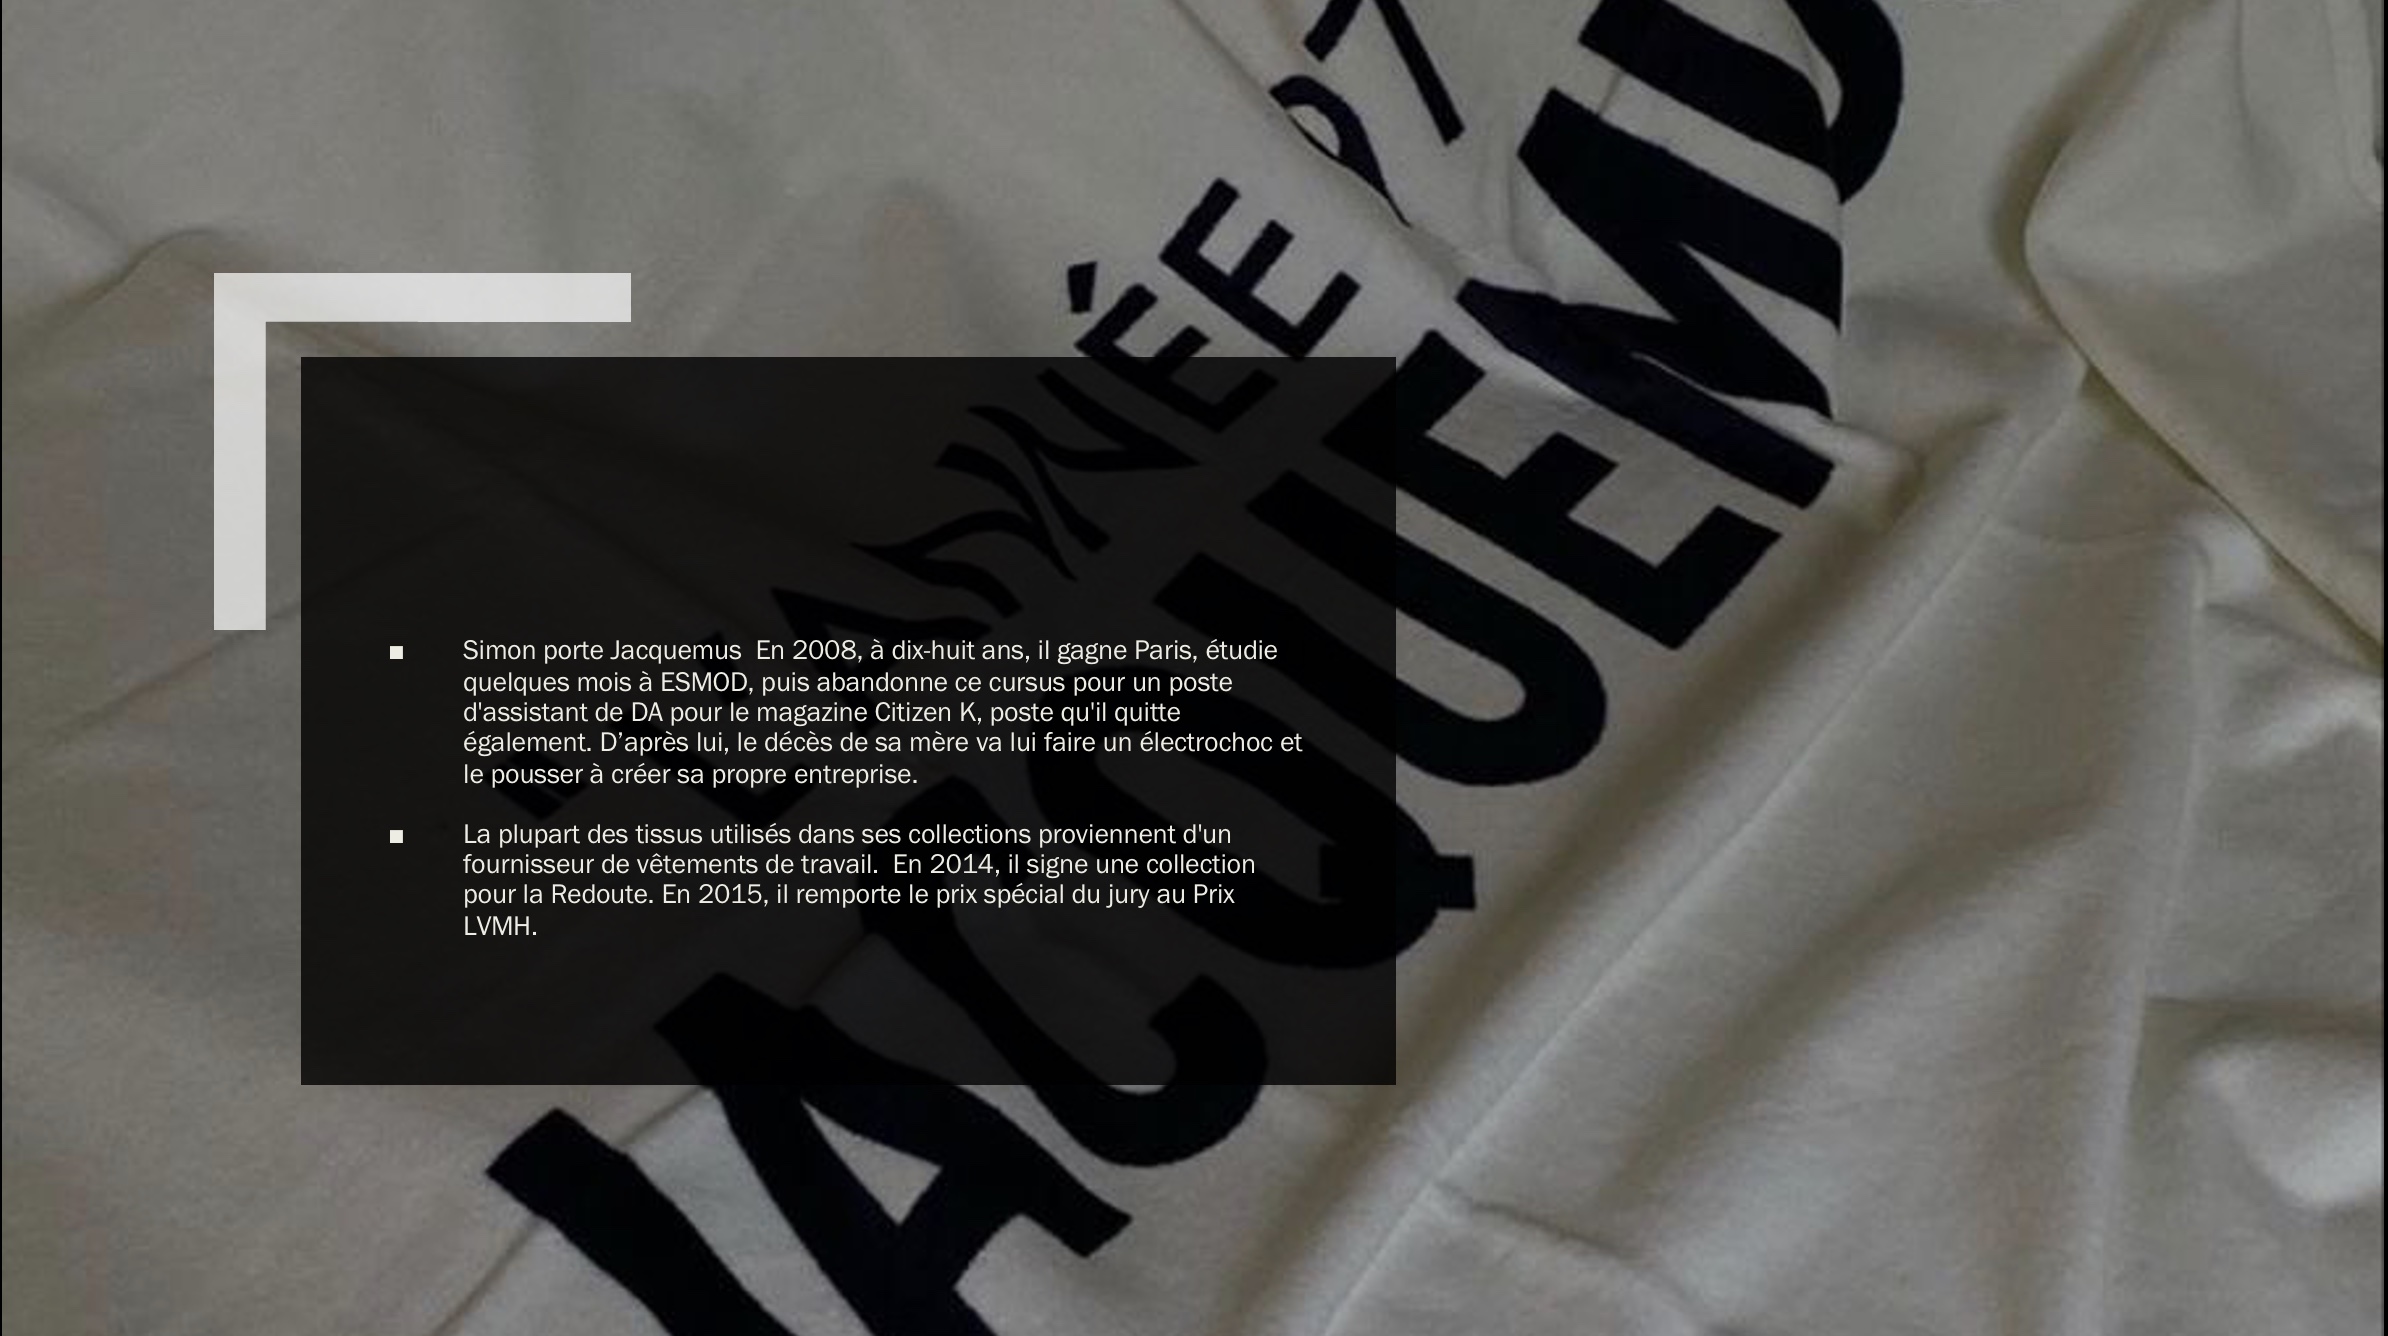 "L'ANNÉE 97
JACQUEMU
■ Simon porte Jacquemus  En 2008, à dix-huit ans, il gagne Paris, étudie
quelques mois à ESMOD, puis abandonne ce cursus pour un poste
d'assistant de DA pour le magazine Citizen K, poste qu'il quitte
également. D’après lui, le décès de sa mère va lui faire un électrochoc et
le pousser à créer sa propre entreprise.
■ La plupart des tissus utilisés dans ses collections proviennent d'un
fournisseur de vêtements de travail.  En 2014, il signe une collection
pour la Redoute. En 2015, il remporte le prix spécial du jury au Prix
LVMH.